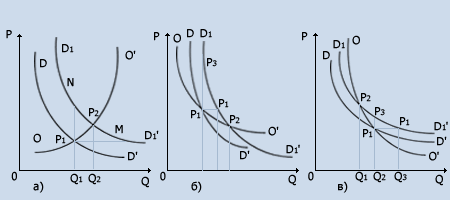 P D D₁ O' N P₂ O P₁ M D₁' D' 0 Q₁ Q₂ Q а)
P O D D₁ P₃ P₁ P₁ P₂ O' D' D₁' 0 Q б)
P O D₁ D P₂ P₃ P₁ P₁ D₁' D' O' 0 Q₁ Q₂ Q₃ Q в)